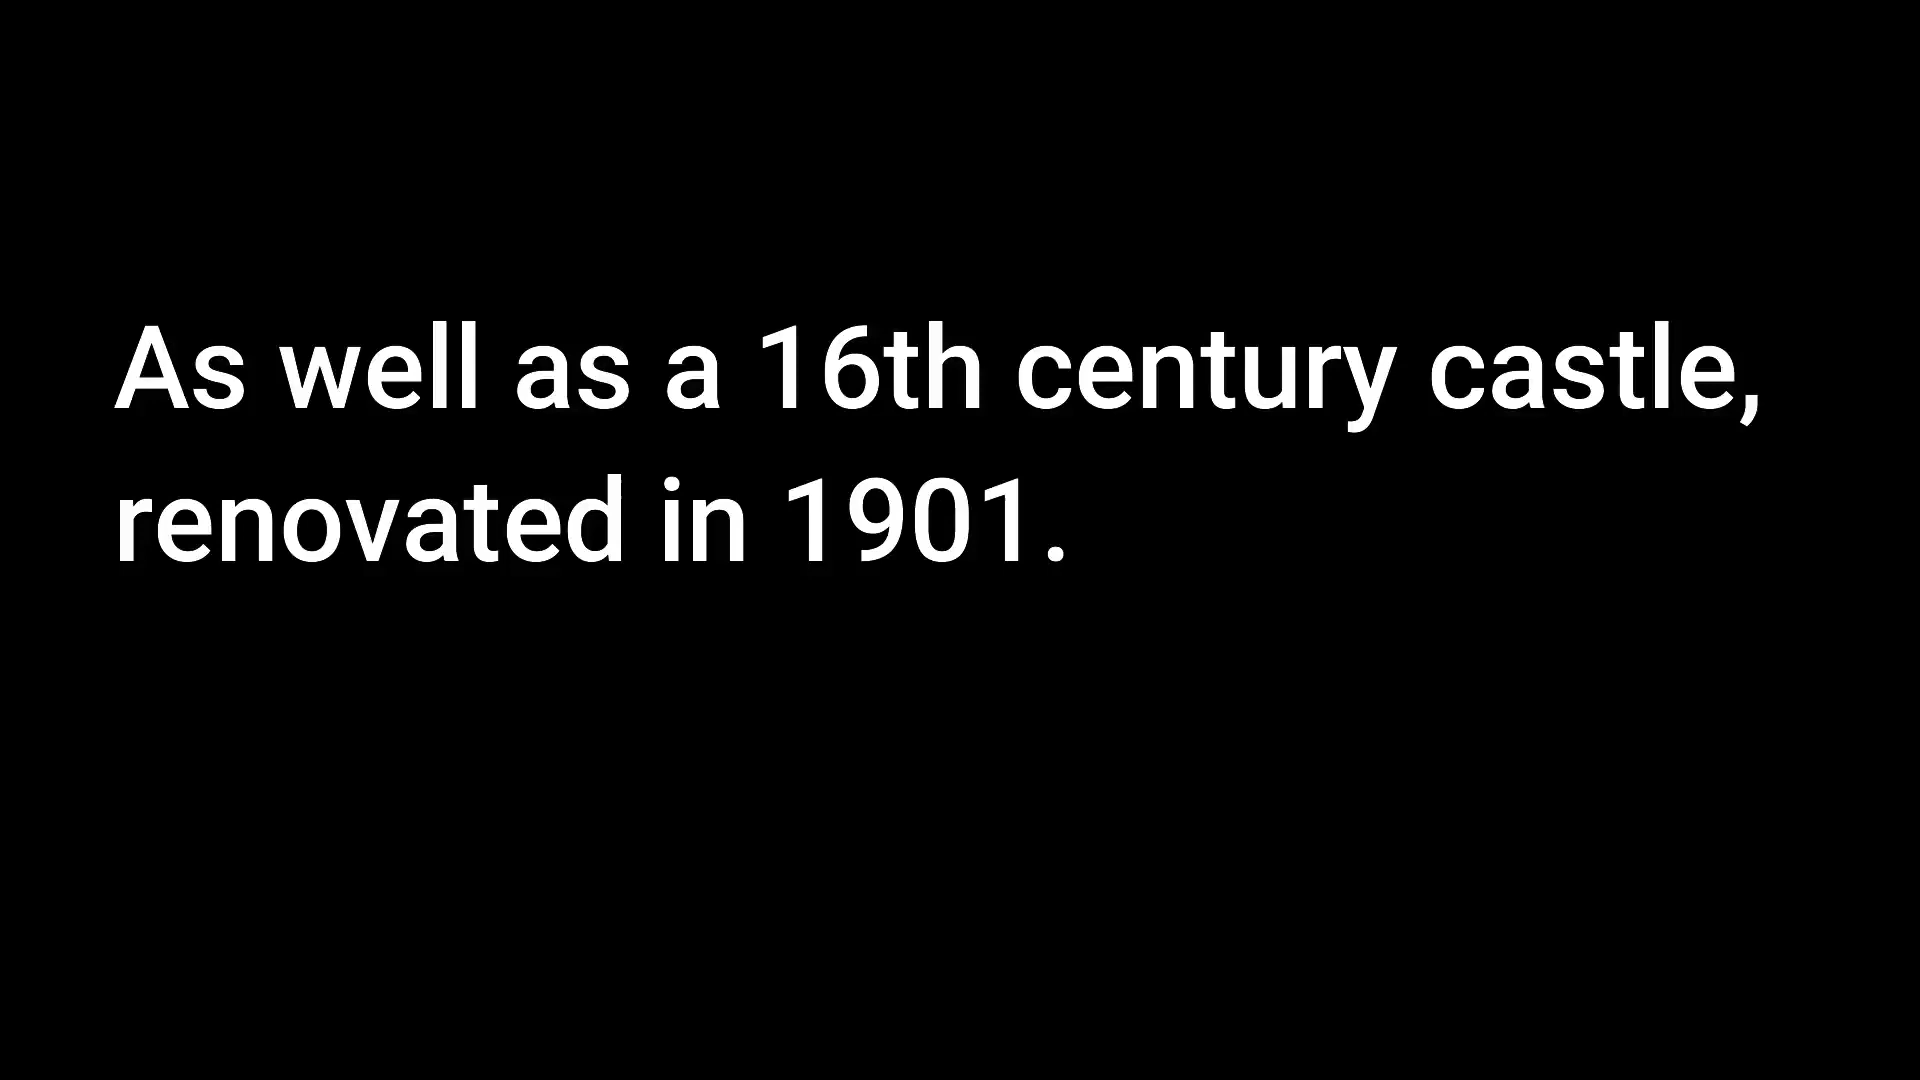 As well as a 16th century castle,
renovated in 1901.